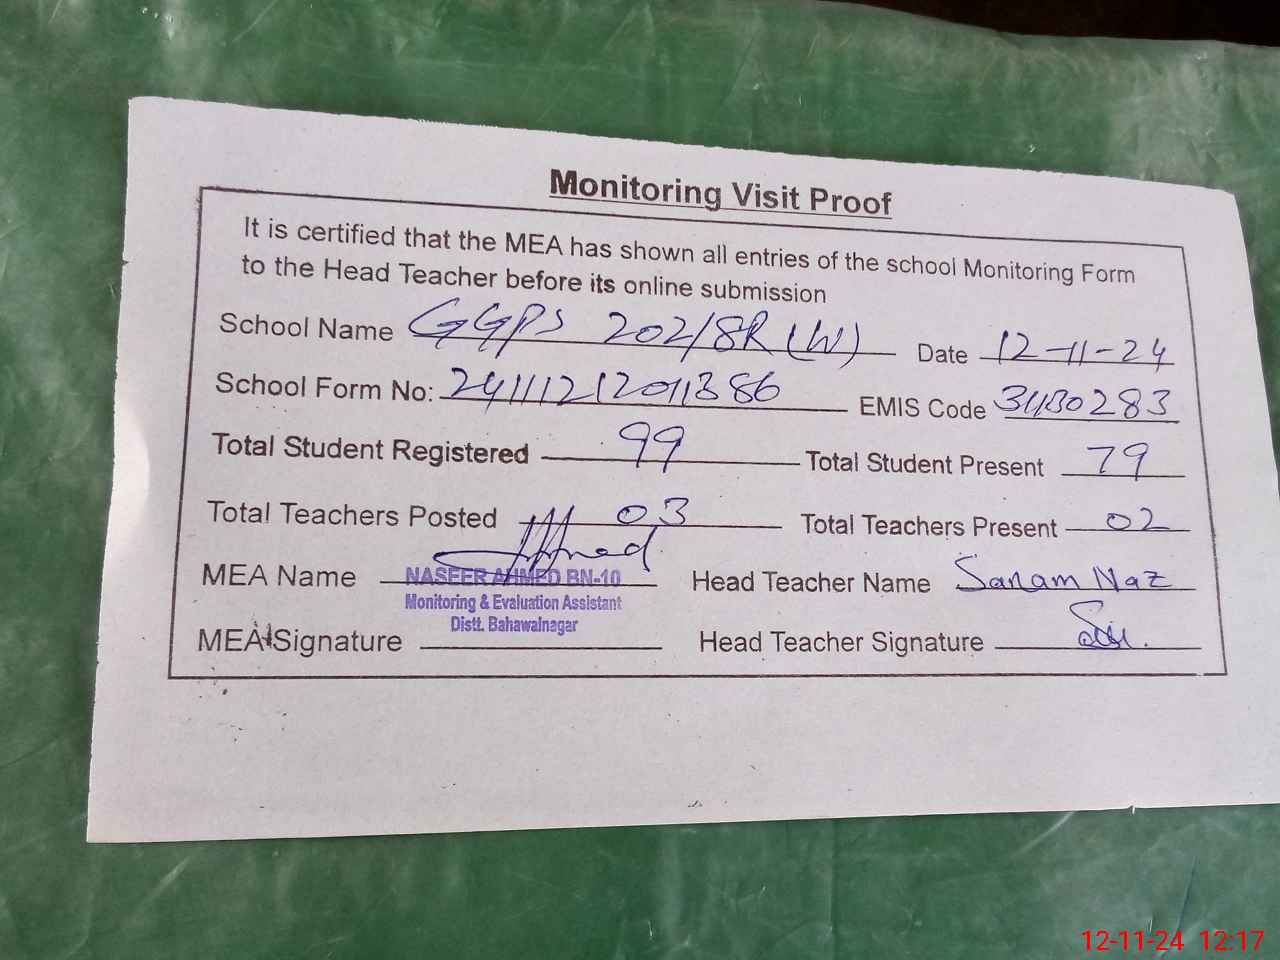 Monitoring Visit Proof
It is certified that the MEA has shown all entries of the school Monitoring Form
to the Head Teacher before its online submission
School Name GGPS 202/8R (W) Date 12-11-24
School Form No: EMIS Code 31130283
Total Student Registered 99 Total Student Present 79
Total Teachers Posted 03 Total Teachers Present 02
MEA Name NASEER AHMED BN-10 Head Teacher Name Sanam Naz
Monitoring & Evaluation Assistant
Distt. Bahawalnagar
MEA Signature Head Teacher Signature
12-11-24 12:17